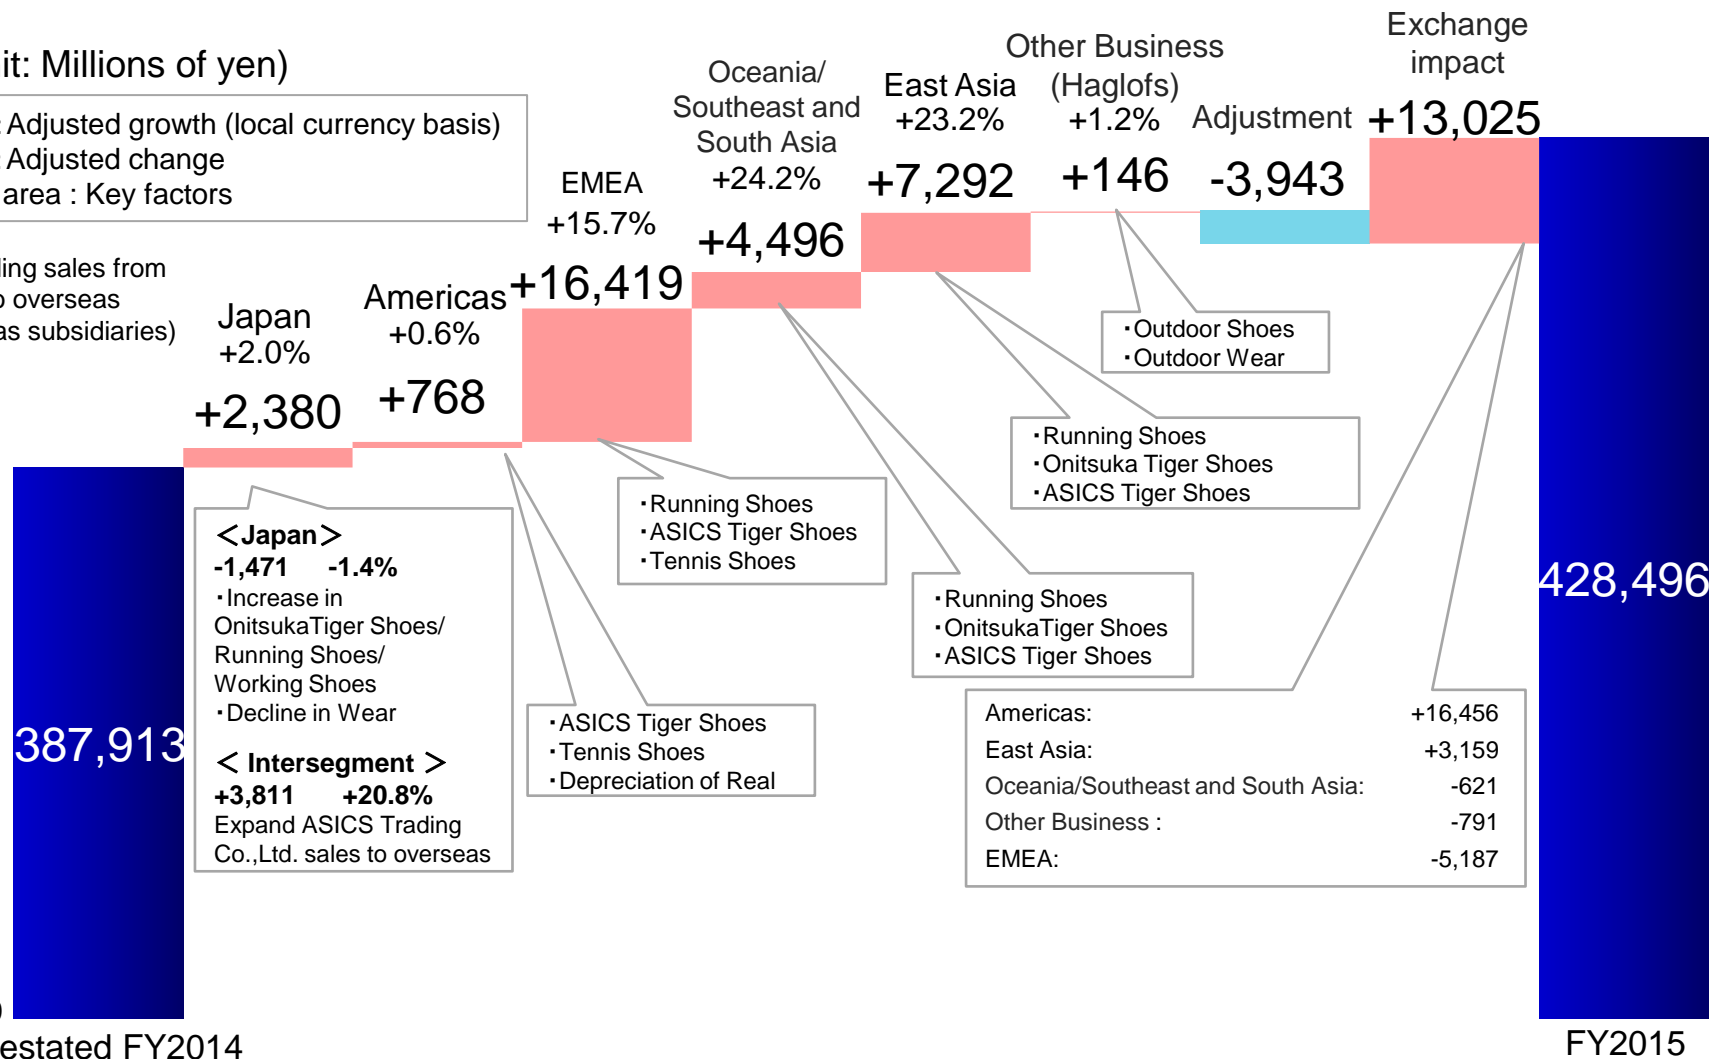 it: Millions of yen)
: Adjusted growth (local currency basis)
: Adjusted change
area : Key factors
ling sales from
o overseas
as subsidiaries)
Japan
+2.0%
+2,380
Americas
+0.6%
+768
EMEA
+15.7%
+16,419
Oceania/
Southeast and
South Asia
+24.2%
+4,496
East Asia
+23.2%
+7,292
Other Business
(Haglofs)
+1.2%
+146
Adjustment
-3,943
Exchange
impact
+13,025
387,913
428,496
<Japan>
-1,471 -1.4%
・Increase in
OnitsukaTiger Shoes/
Running Shoes/
Working Shoes
・Decline in Wear
< Intersegment >
+3,811 +20.8%
Expand ASICS Trading
Co.,Ltd. sales to overseas
・ASICS Tiger Shoes
・Tennis Shoes
・Depreciation of Real
・Running Shoes
・ASICS Tiger Shoes
・Tennis Shoes
・Running Shoes
・OnitsukaTiger Shoes
・ASICS Tiger Shoes
・Running Shoes
・Onitsuka Tiger Shoes
・ASICS Tiger Shoes
・Outdoor Shoes
・Outdoor Wear
Americas: +16,456
East Asia: +3,159
Oceania/Southeast and South Asia: -621
Other Business : -791
EMEA: -5,187
)
estated FY2014
FY2015